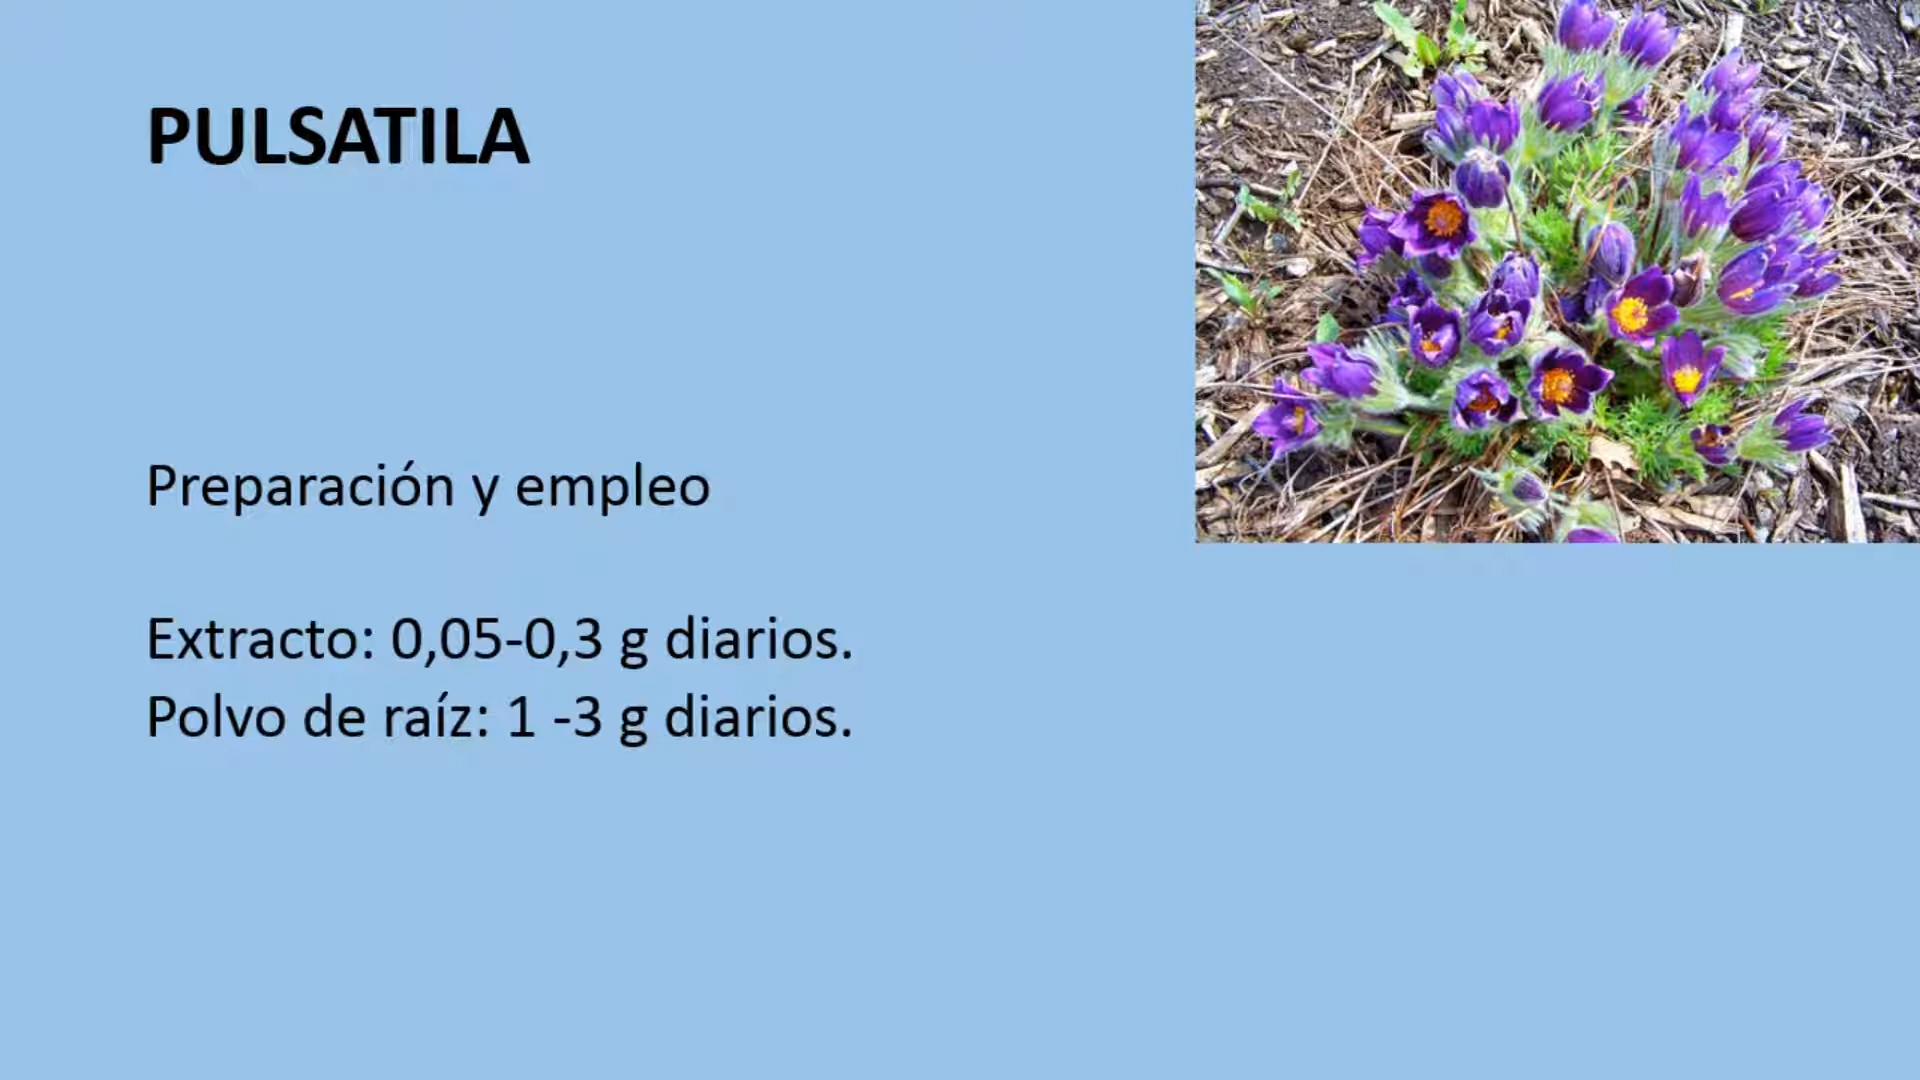 PULSATILA
Preparación y empleo
Extracto: 0,05-0,3 g diarios.
Polvo de raíz: 1 -3 g diarios.